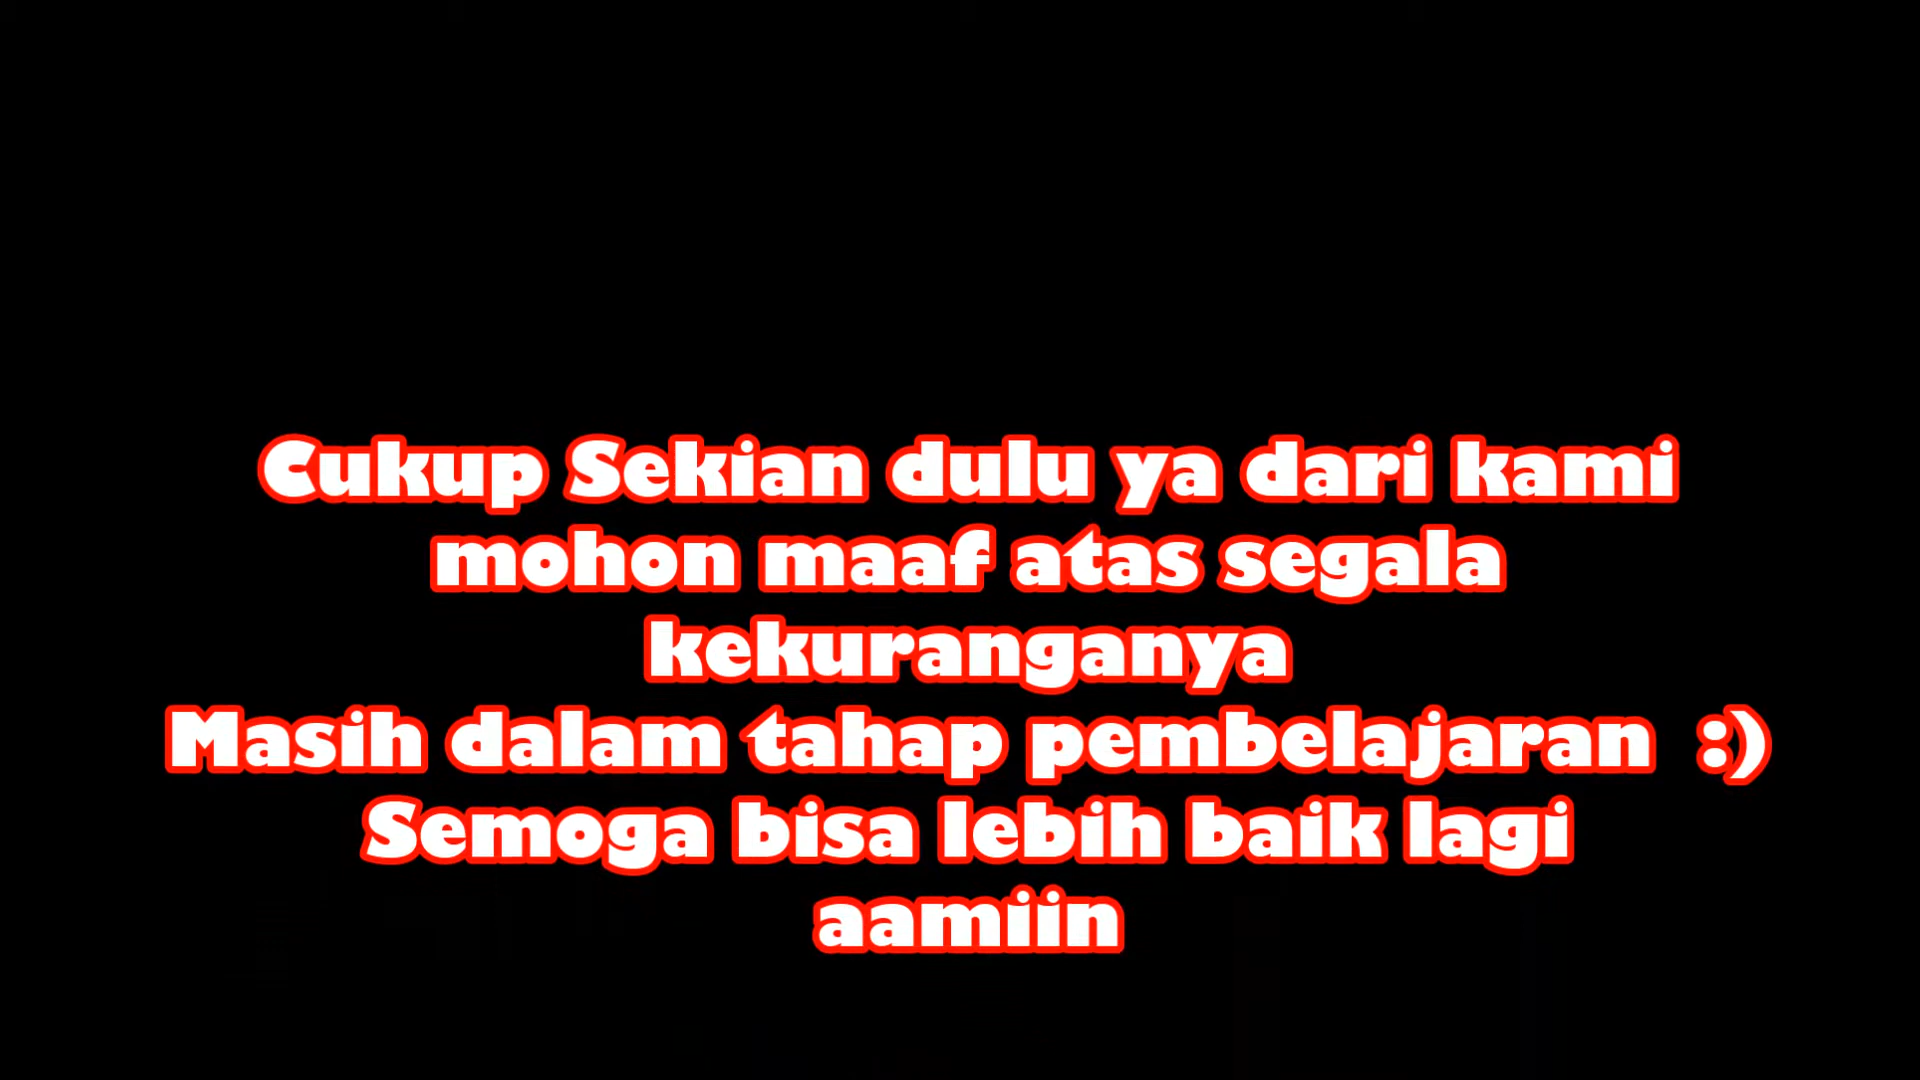 Cukup Sekian dulu ya dari kami
mohon maaf atas segala
kekuranganya
Masih dalam tahap pembelajaran :)
Semoga bisa lebih baik lagi
aamiin